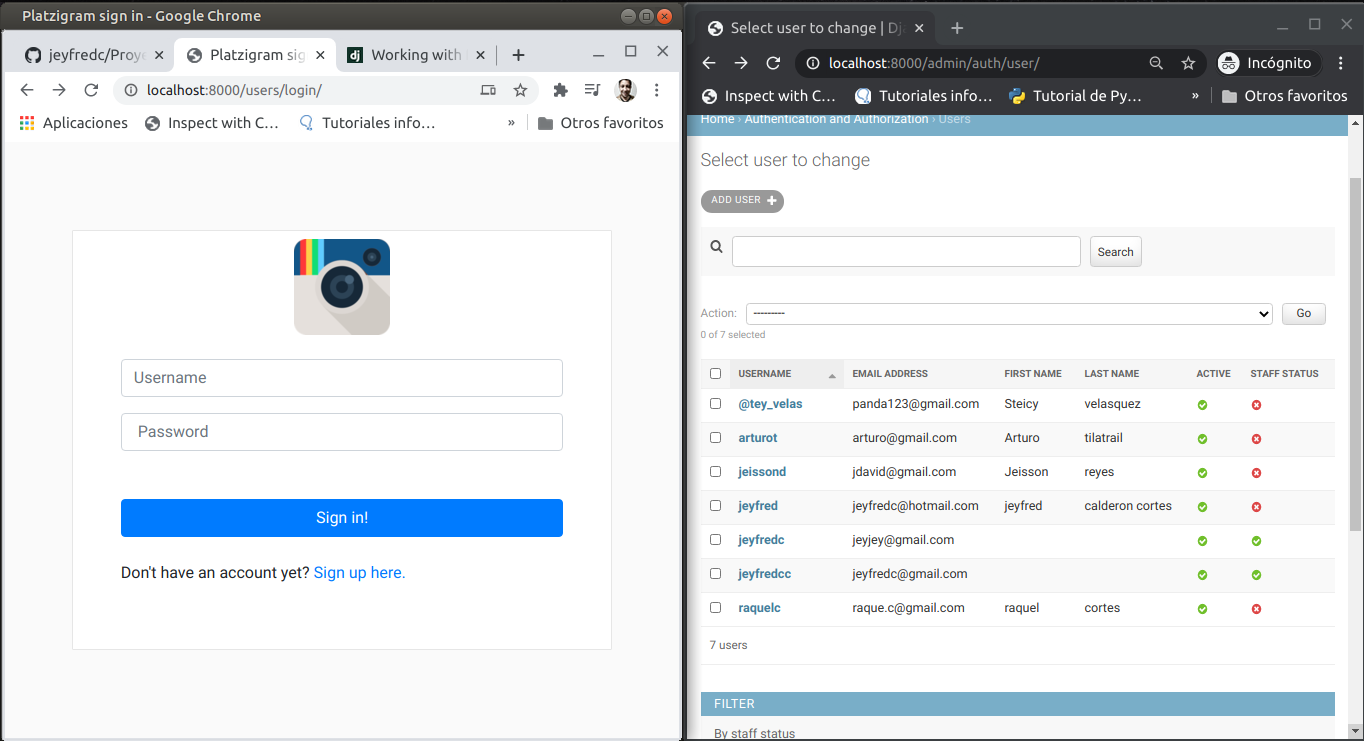 Platzigram sign in - Google Chrome
jeyfredc/Proye
Platzigram sig
dj Working with
localhost:8000/users/login/
Aplicaciones Inspect with C... Tutoriales info... » Otros favoritos
Username
Password
Sign in!
Don't have an account yet? Sign up here.
Select user to change | Dja
localhost:8000/admin/auth/user/ Incógnito
Inspect with C... Tutoriales info... Tutorial de Py... » Otros favoritos
Home › Authentication and Authorization › Users
Select user to change
ADD USER +
Search
Action: --------- Go
0 of 7 selected
USERNAME EMAIL ADDRESS FIRST NAME LAST NAME ACTIVE STAFF STATUS
@tey_velas panda123@gmail.com Steicy velasquez
arturot arturo@gmail.com Arturo tilatrail
jeissond jdavid@gmail.com Jeisson reyes
jeyfred jeyfredc@hotmail.com jeyfred calderon cortes
jeyfredc jeyjey@gmail.com
jeyfredcc jeyfredc@gmail.com
raquelc raque.c@gmail.com raquel cortes
7 users
FILTER
By staff status